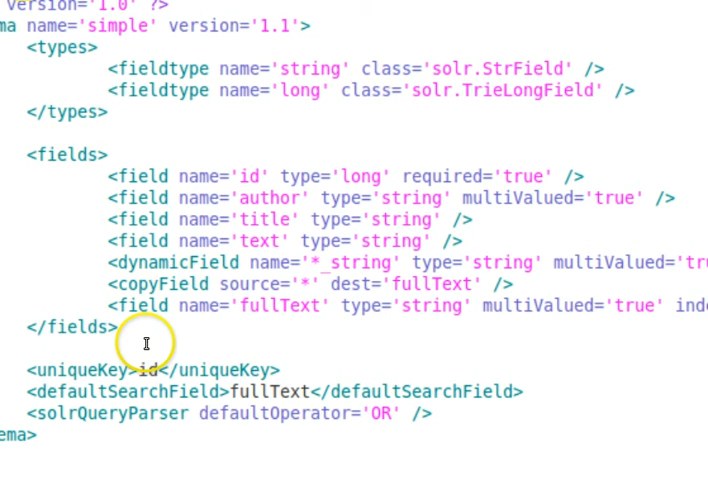 version='1.0' ?>
ma name='simple' version='1.1'>
<types>
<fieldtype name='string' class='solr.StrField' />
<fieldtype name='long' class='solr.TrieLongField' />
</types>
<fields>
<field name='id' type='long' required='true' />
<field name='author' type='string' multiValued='true' />
<field name='title' type='string' />
<field name='text' type='string' />
<dynamicField name='*_string' type='string' multiValued='tru
<copyField source='*' dest='fullText' />
<field name='fullText' type='string' multiValued='true' inde
</fields>
<uniqueKey>id</uniqueKey>
<defaultSearchField>fullText</defaultSearchField>
<solrQueryParser defaultOperator='OR' />
ema>